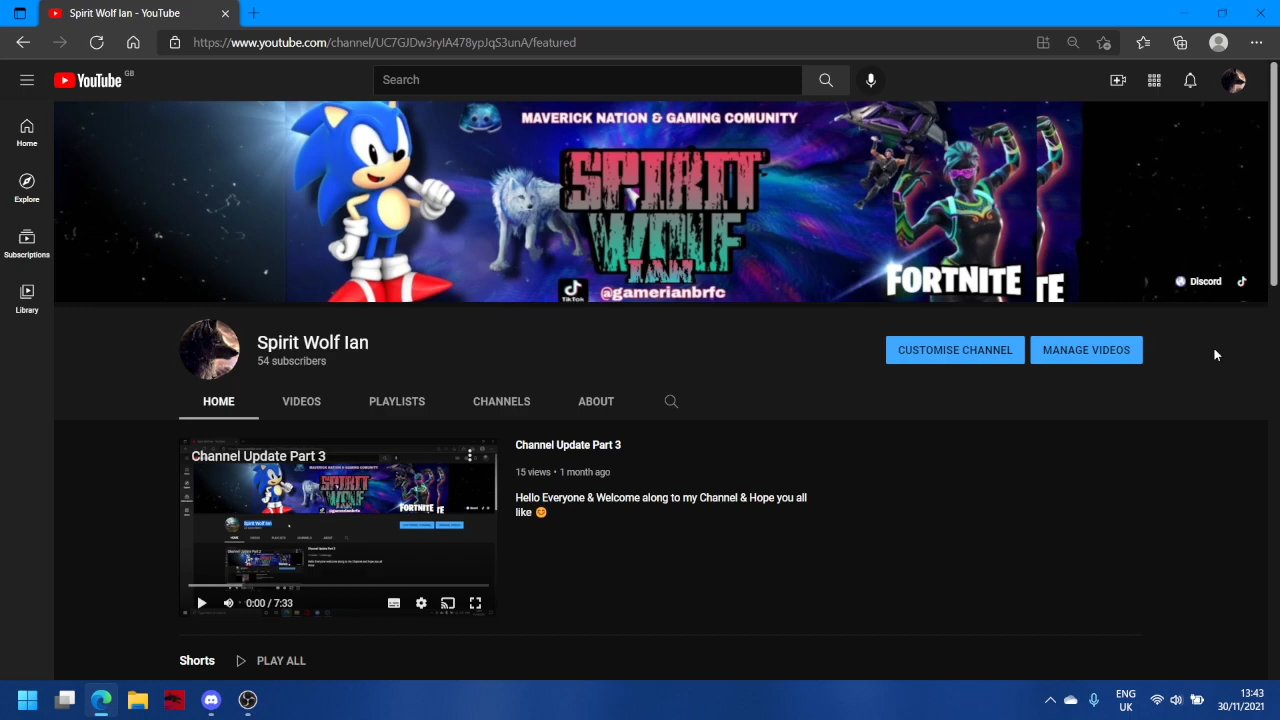 Spirit Wolf Ian - YouTube
https://www.youtube.com/channel/UC7GJDw3ryIA478ypJqS3unA/featured
YouTube GB
Search
Home
Explore
Subscriptions
Library
MAVERICK NATION & GAMING COMUNITY
SPIRIT
WOLF
IAN
TikTok
@gamerianbrfc
FORTNITE
TE
Discord
Spirit Wolf Ian
54 subscribers
CUSTOMISE CHANNEL
MANAGE VIDEOS
HOME
VIDEOS
PLAYLISTS
CHANNELS
ABOUT
Channel Update Part 3
0:00 / 7:33
Channel Update Part 3
15 views • 1 month ago
Hello Everyone & Welcome along to my Channel & Hope you all
like 😊
Shorts
PLAY ALL
ENG
UK
13:43
30/11/2021